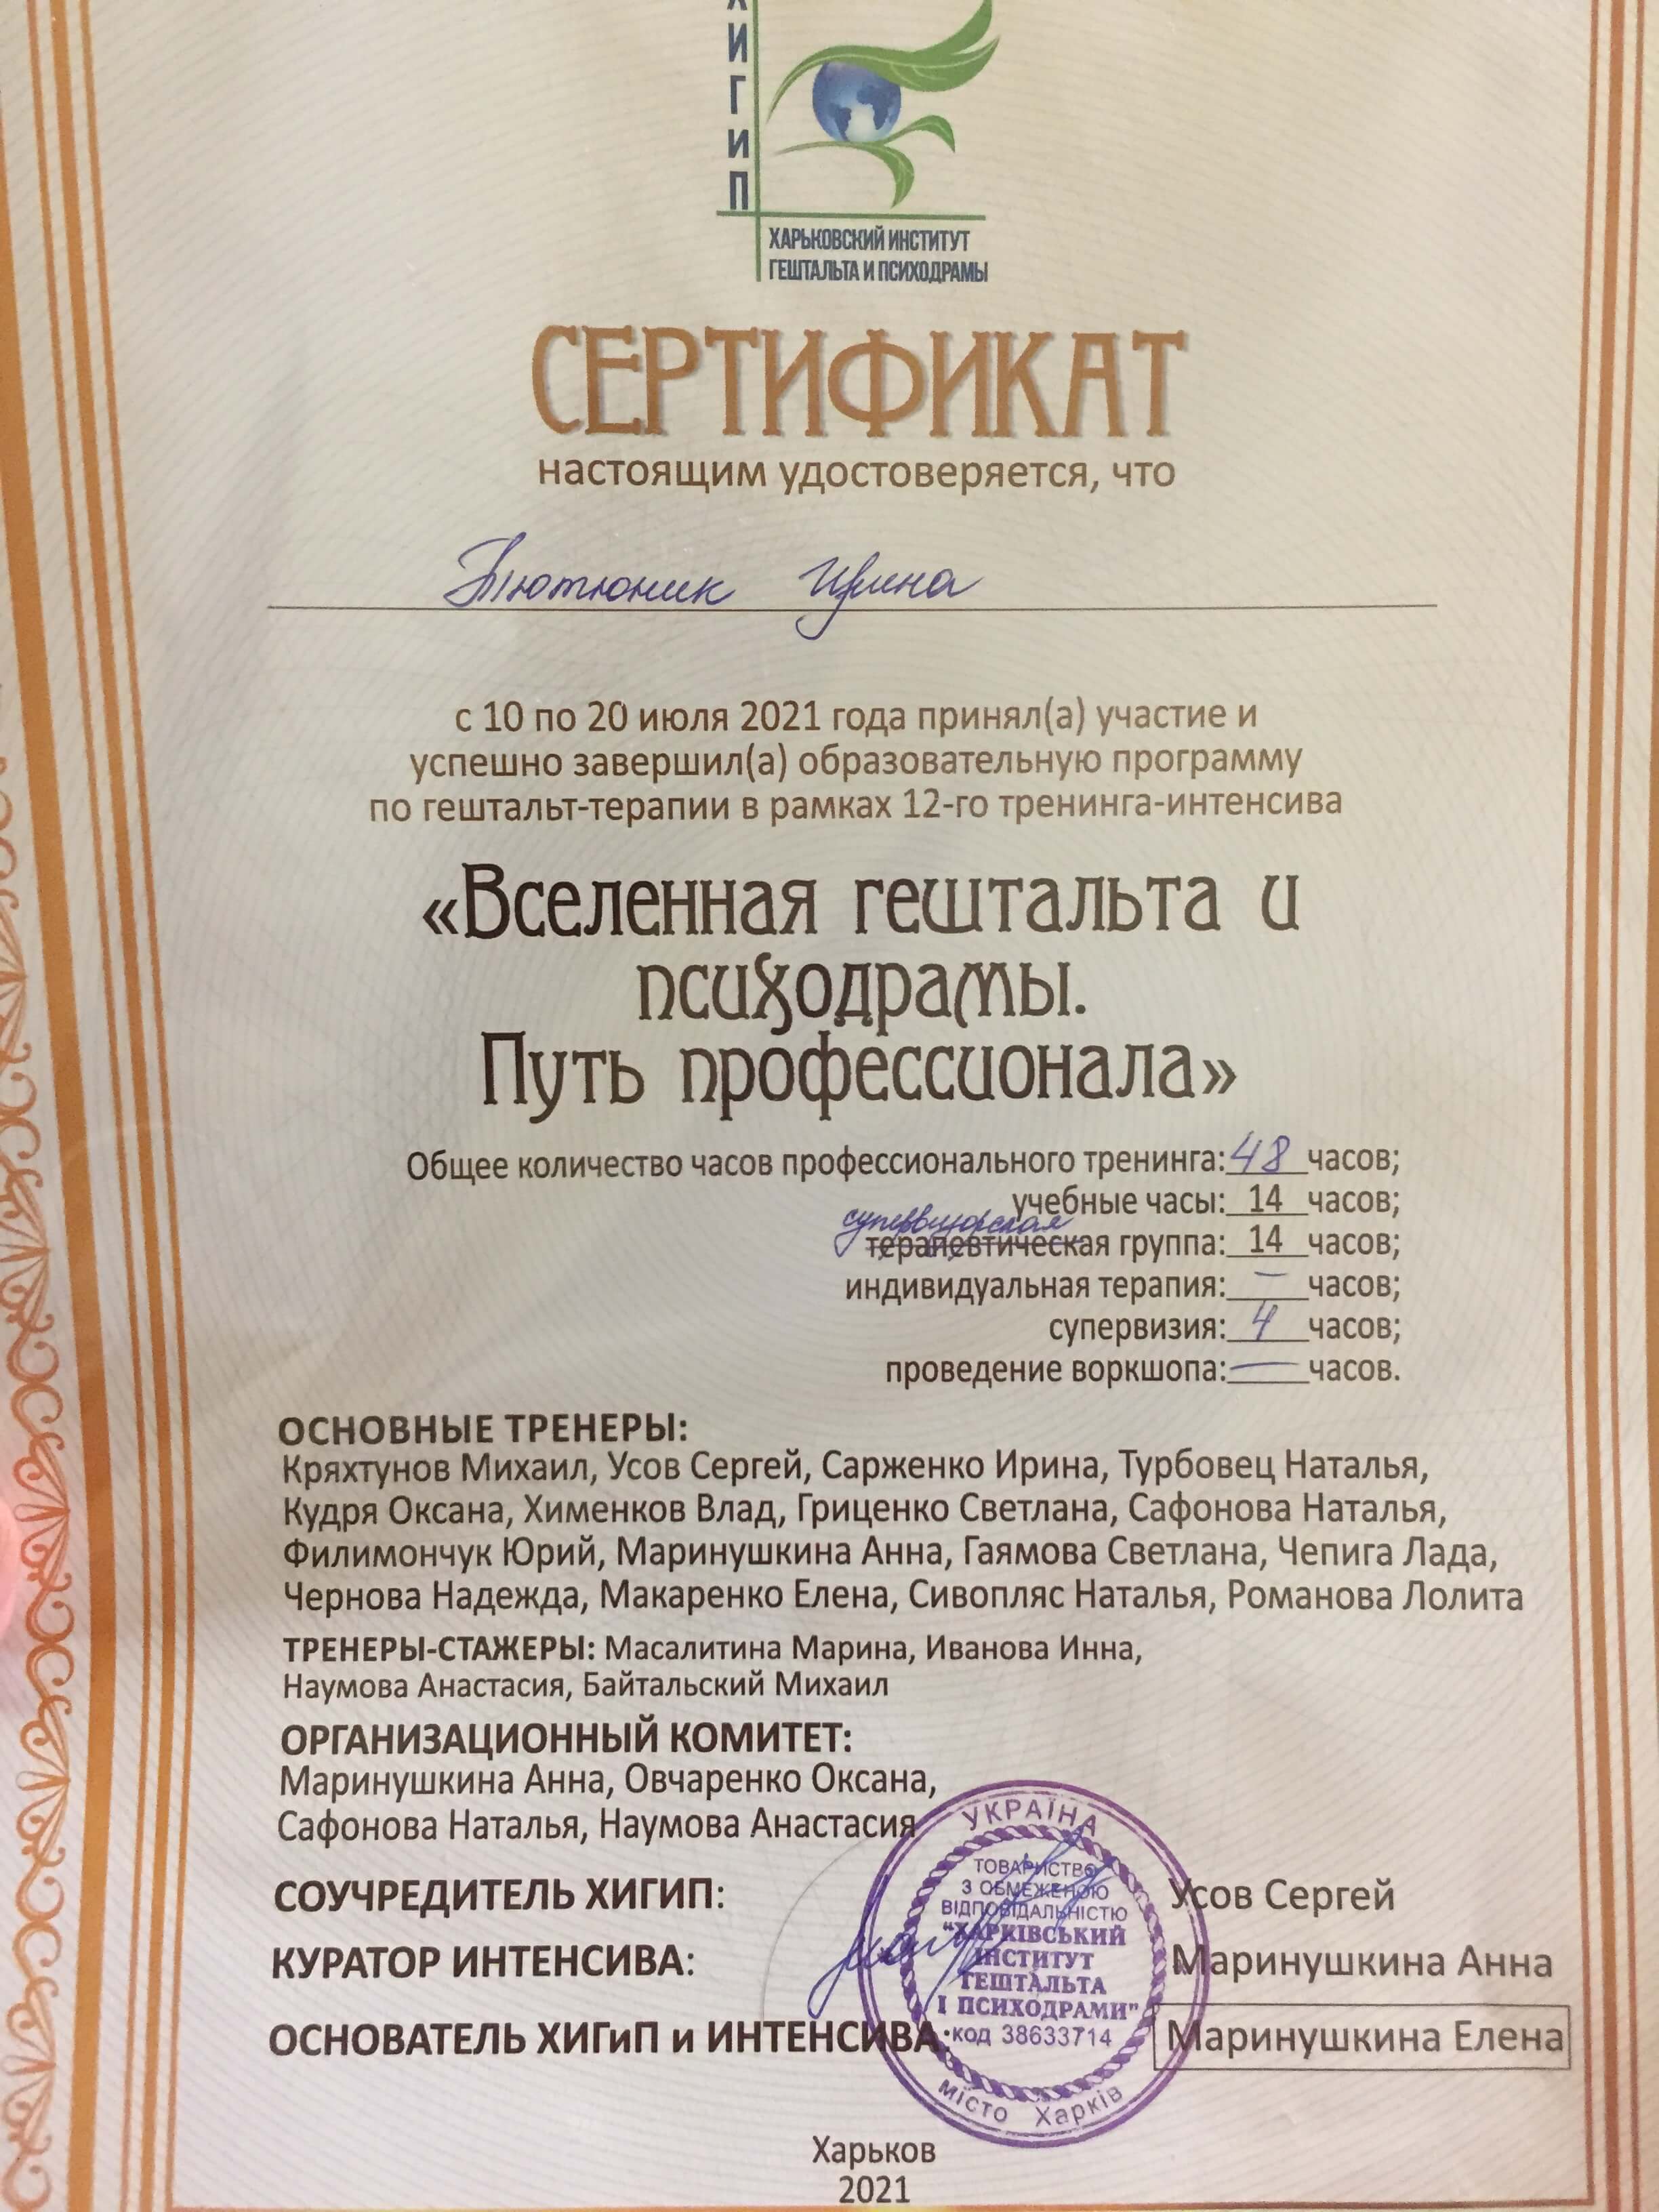 ХИГиП
ХАРЬКОВСКИЙ ИНСТИТУТ
ГЕШТАЛЬТА И ПСИХОДРАМЫ
СЕРТИФИКАТ
настоящим удостоверяется, что
Тютюник Ирина
с 10 по 20 июля 2021 года принял(а) участие и
успешно завершил(а) образовательную программу
по гештальт-терапии в рамках 12-го тренинга-интенсива
«Вселенная гештальта и
психодрамы.
Путь профессионала»
Общее количество часов профессионального тренинга: 48 часов;
учебные часы: 14 часов;
супервизорская
терапевтическая группа: 14 часов;
индивидуальная терапия: — часов;
супервизия: 4 часов;
проведение воркшопа: — часов.
ОСНОВНЫЕ ТРЕНЕРЫ:
Кряхтунов Михаил, Усов Сергей, Сарженко Ирина, Турбовец Наталья,
Кудря Оксана, Хименков Влад, Гриценко Светлана, Сафонова Наталья,
Филимончук Юрий, Маринушкина Анна, Гаямова Светлана, Чепига Лада,
Чернова Надежда, Макаренко Елена, Сивопляс Наталья, Романова Лолита
ТРЕНЕРЫ-СТАЖЕРЫ: Масалитина Марина, Иванова Инна,
Наумова Анастасия, Байтальский Михаил
ОРГАНИЗАЦИОННЫЙ КОМИТЕТ:
Маринушкина Анна, Овчаренко Оксана,
Сафонова Наталья, Наумова Анастасия
СОУЧРЕДИТЕЛЬ ХИГИП: Усов Сергей
КУРАТОР ИНТЕНСИВА: Маринушкина Анна
ОСНОВАТЕЛЬ ХИГиП и ИНТЕНСИВА: Маринушкина Елена
УКРАЇНА
ТОВАРИСТВО
З ОБМЕЖЕНОЮ
ВІДПОВІДАЛЬНІСТЮ
"ХАРКІВСЬКИЙ
ІНСТИТУТ
ГЕШТАЛЬТА
І ПСИХОДРАМИ"
код 38633714
місто Харків
Харьков
2021